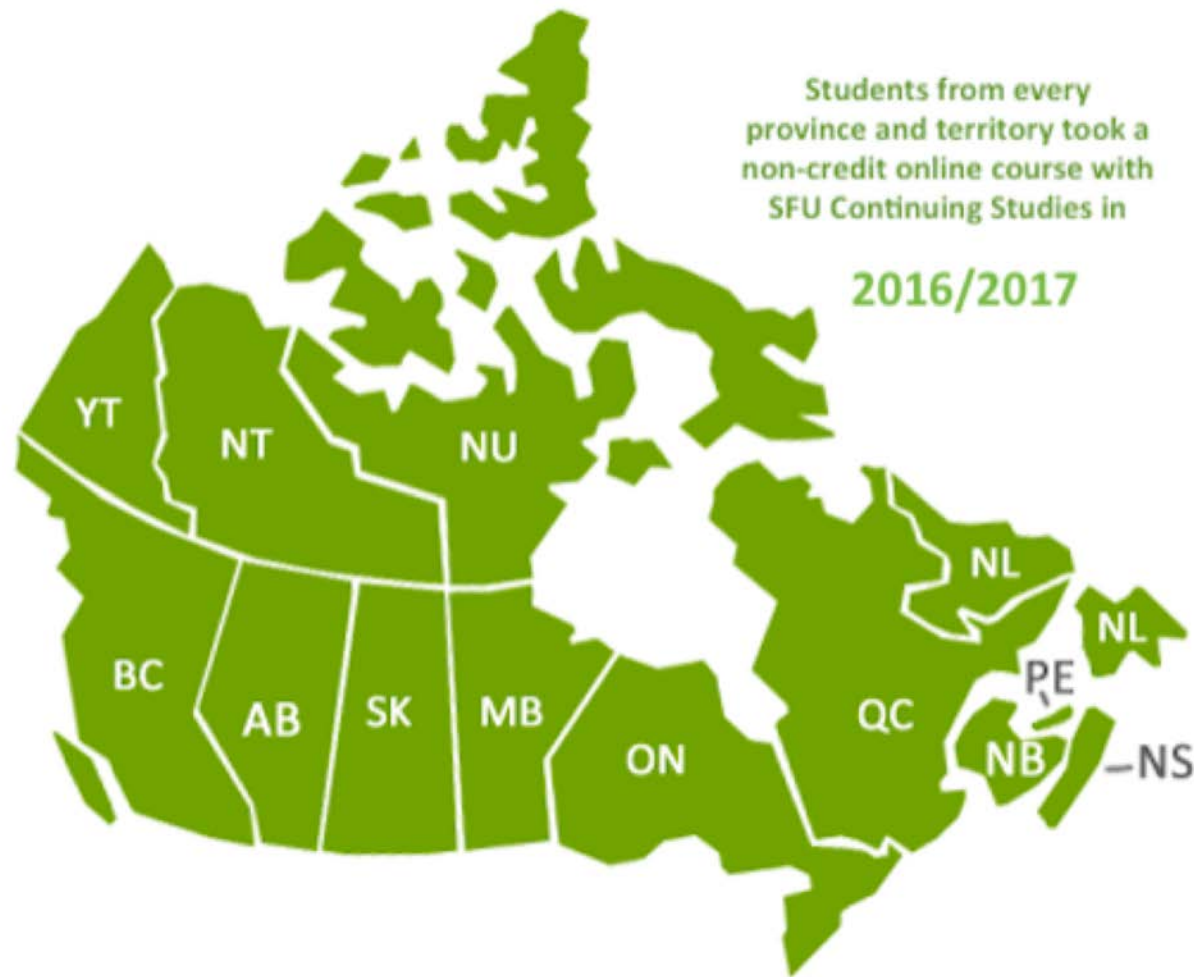 Students from every
province and territory took a
non-credit online course with
SFU Continuing Studies in
2016/2017
YT
NT
NU
NL
NL
BC
AB
SK
MB
ON
QC
PE
NB
NS